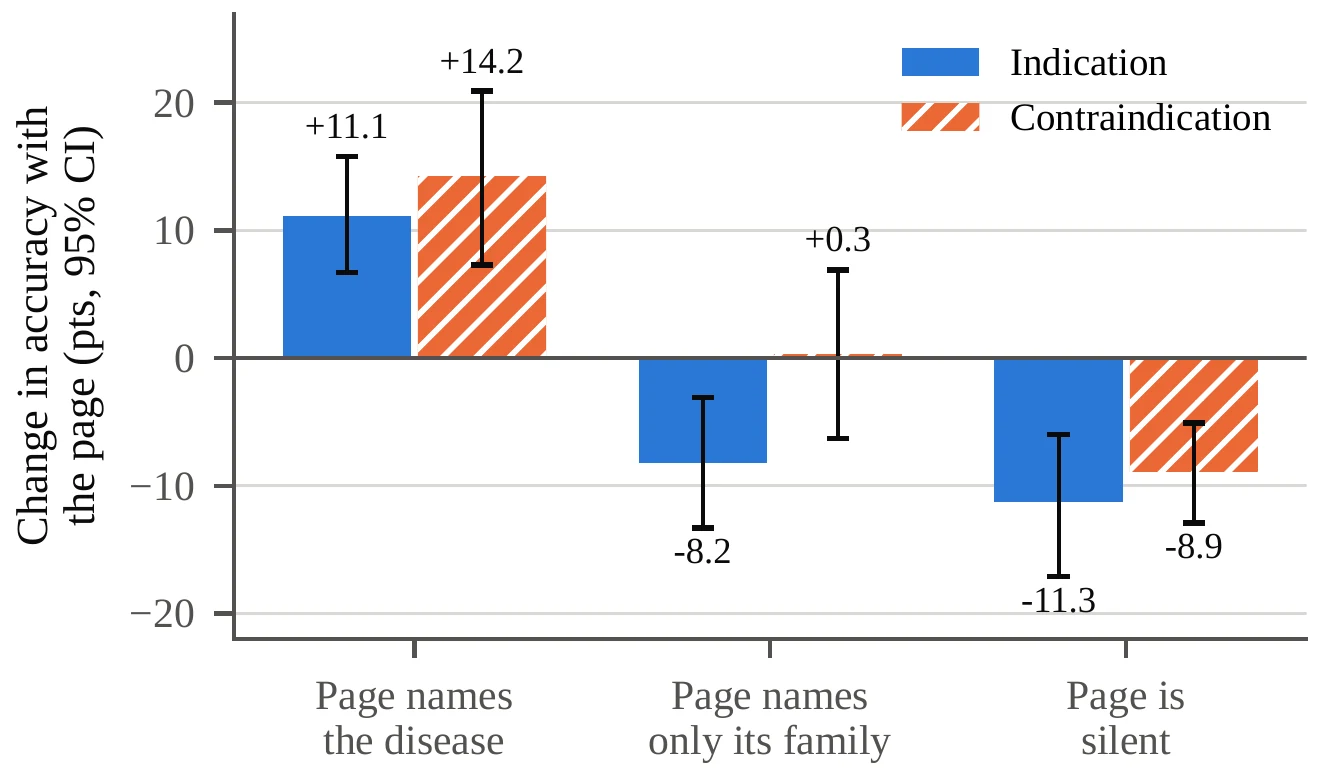 Change in accuracy with
the page (pts, 95% CI)
20
10
0
−10
−20
+11.1
+14.2
-8.2
+0.3
-11.3
-8.9
Indication
Contraindication
Page names
the disease
Page names
only its family
Page is
silent